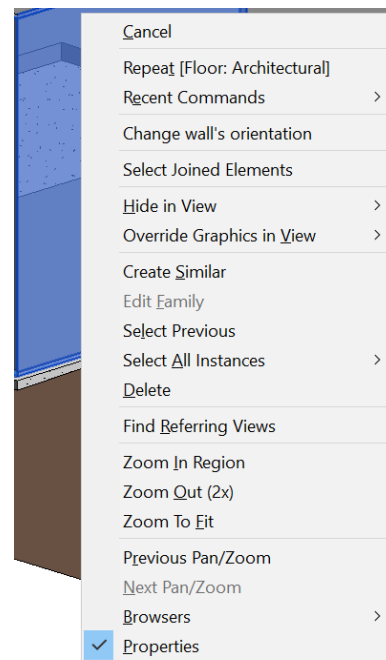 Cancel
Repeat [Floor: Architectural]
Recent Commands
Change wall's orientation
Select Joined Elements
Hide in View
Override Graphics in View
Create Similar
Edit Family
Select Previous
Select All Instances
Delete
Find Referring Views
Zoom In Region
Zoom Out (2x)
Zoom To Fit
Previous Pan/Zoom
Next Pan/Zoom
Browsers
Properties